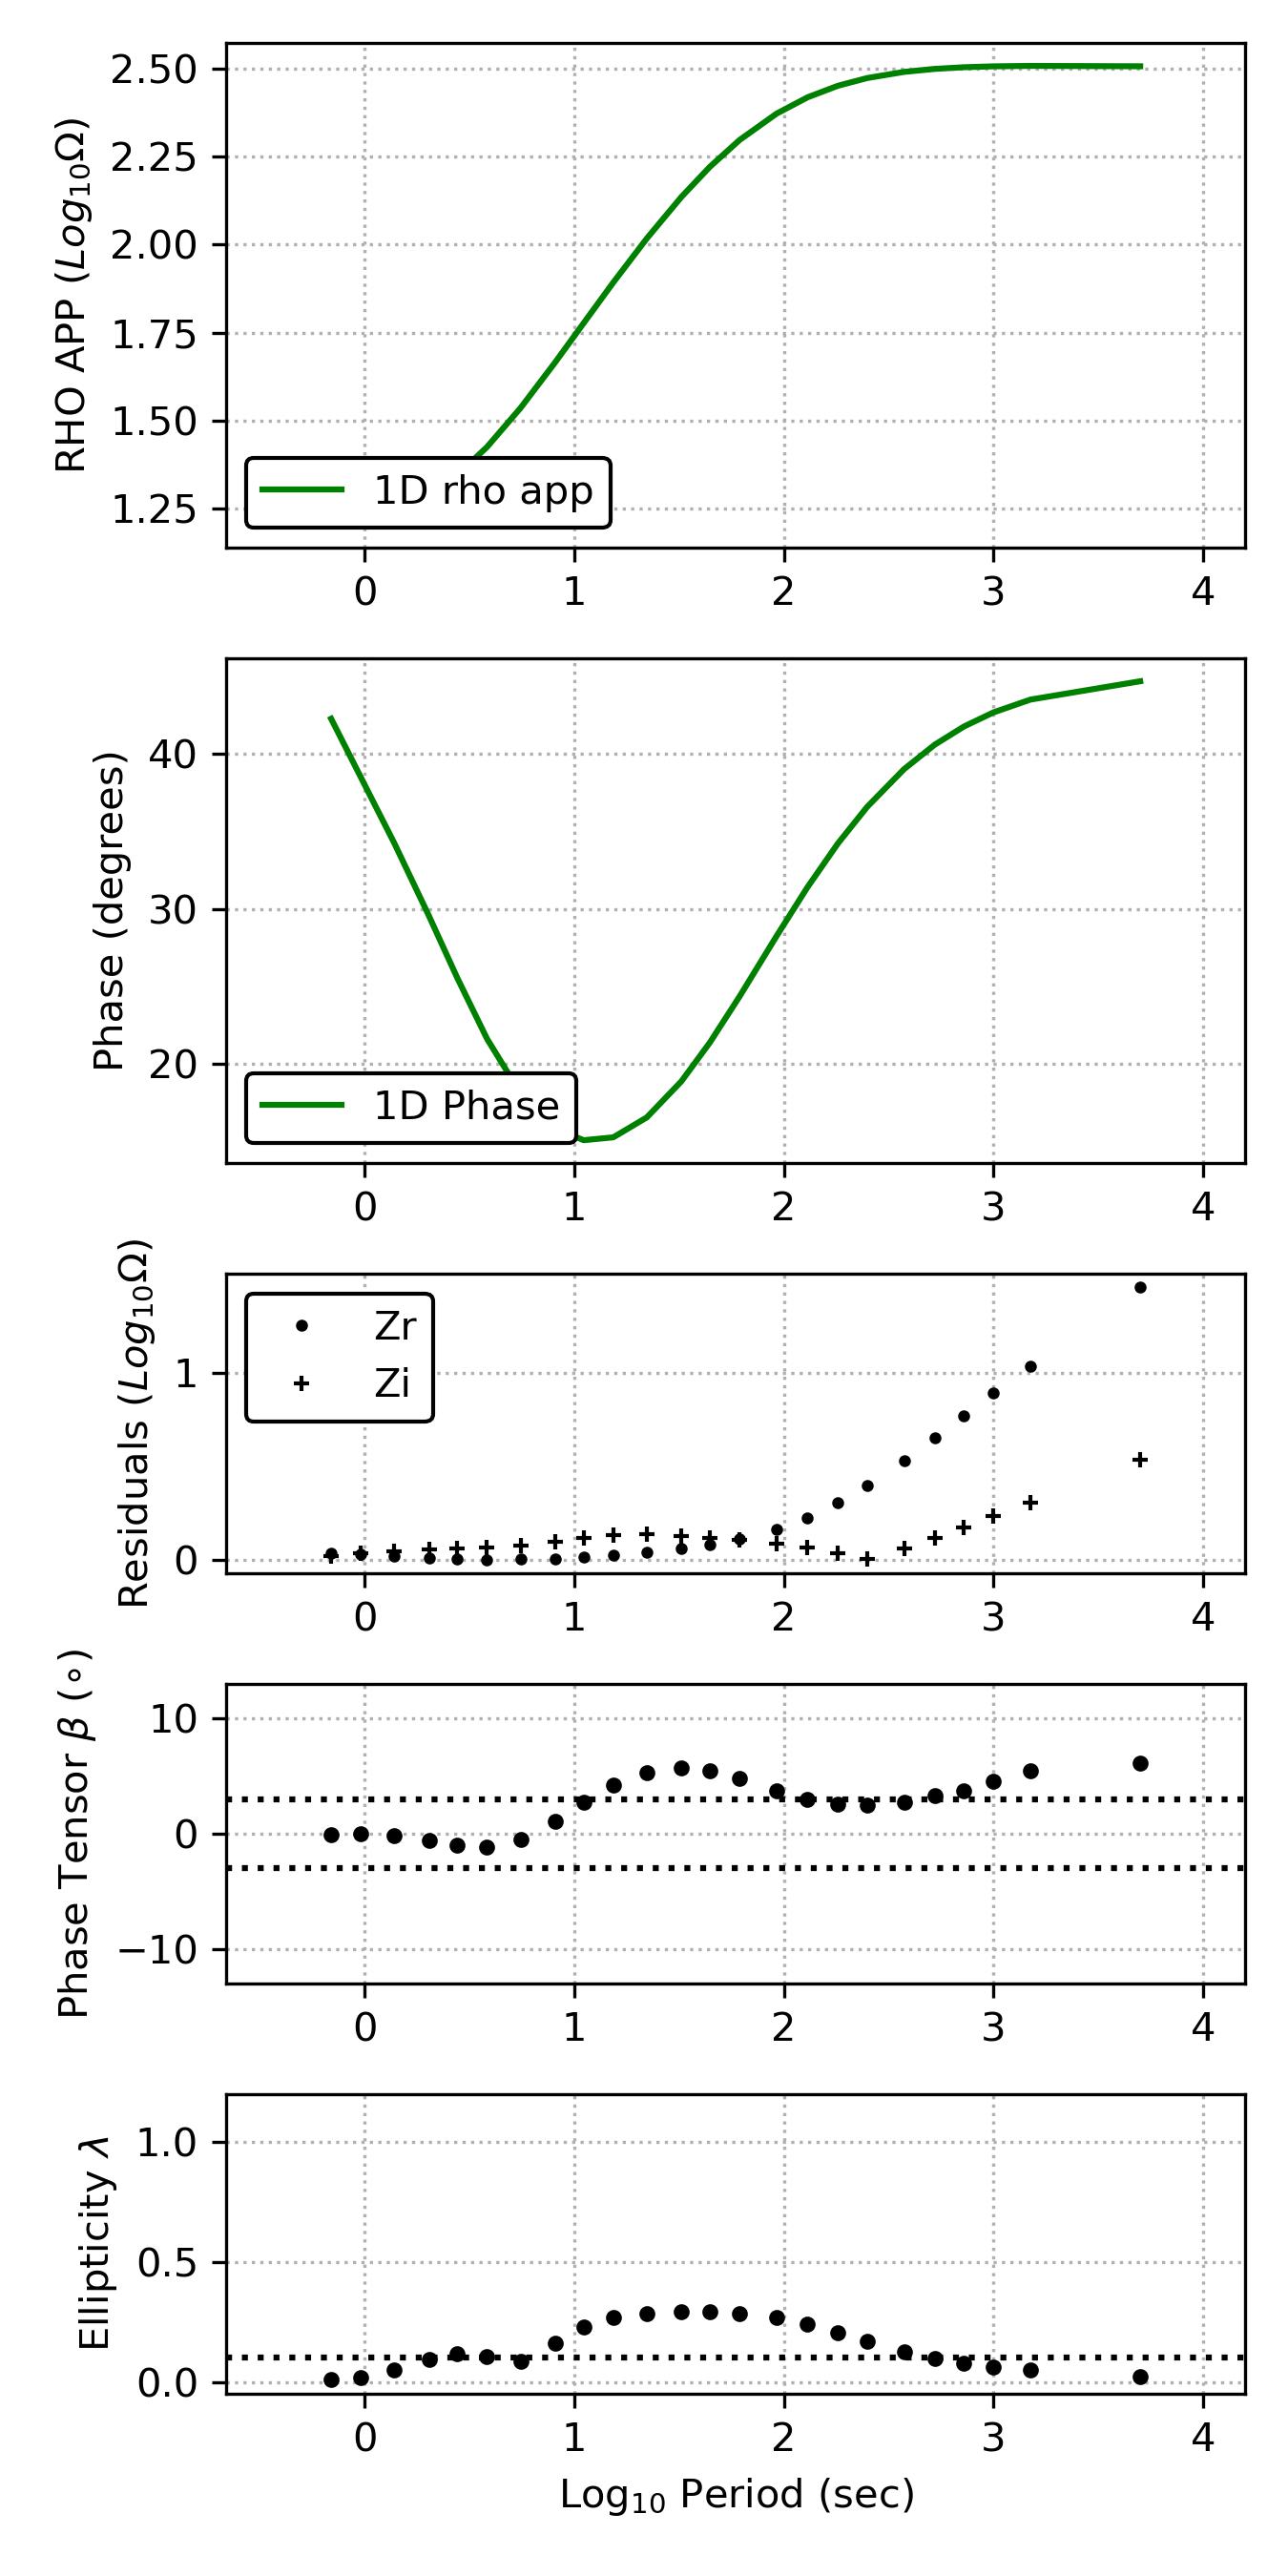 RHO APP (Log₁₀Ω)
2.50
2.25
2.00
1.75
1.50
1.25
1D rho app
0 1 2 3 4
Phase (degrees)
40
30
20
1D Phase
0 1 2 3 4
Residuals (Log₁₀Ω)
1
0
Zr
Zi
0 1 2 3 4
Phase Tensor β (∘)
10
0
−10
0 1 2 3 4
Ellipticity λ
1.0
0.5
0.0
0 1 2 3 4
Log₁₀ Period (sec)